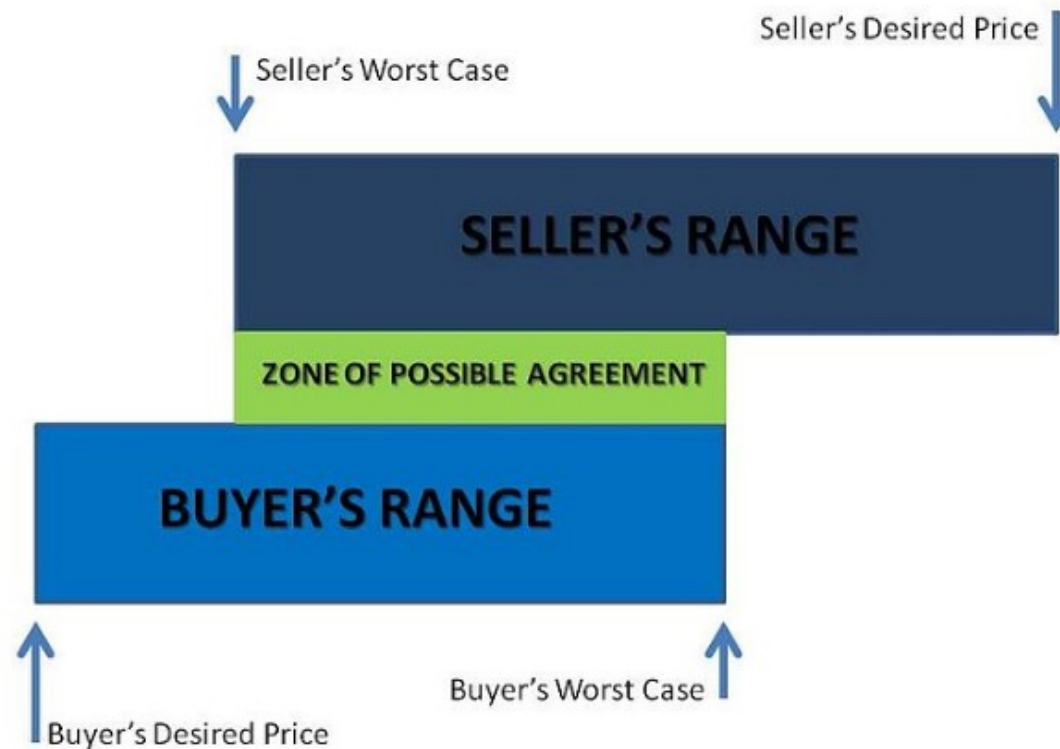 Seller’s Desired Price
Seller’s Worst Case
SELLER’S RANGE
ZONE OF POSSIBLE AGREEMENT
BUYER’S RANGE
Buyer’s Worst Case
Buyer’s Desired Price